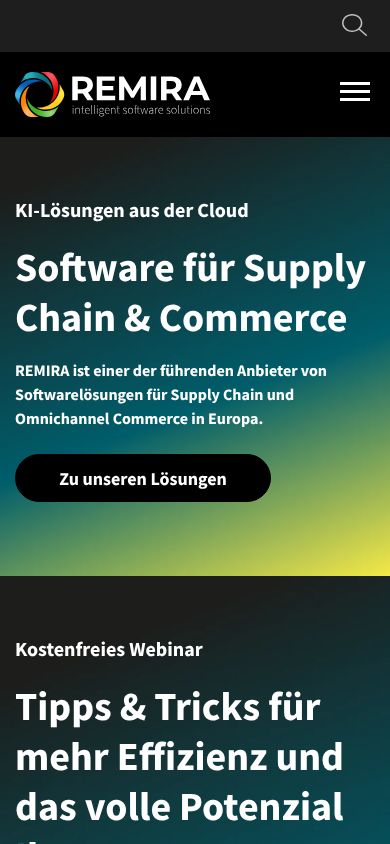 REMIRA
intelligent software solutions
KI-Lösungen aus der Cloud
Software für Supply
Chain & Commerce
REMIRA ist einer der führenden Anbieter von
Softwarelösungen für Supply Chain und
Omnichannel Commerce in Europa.
Zu unseren Lösungen
Kostenfreies Webinar
Tipps & Tricks für
mehr Effizienz und
das volle Potenzial